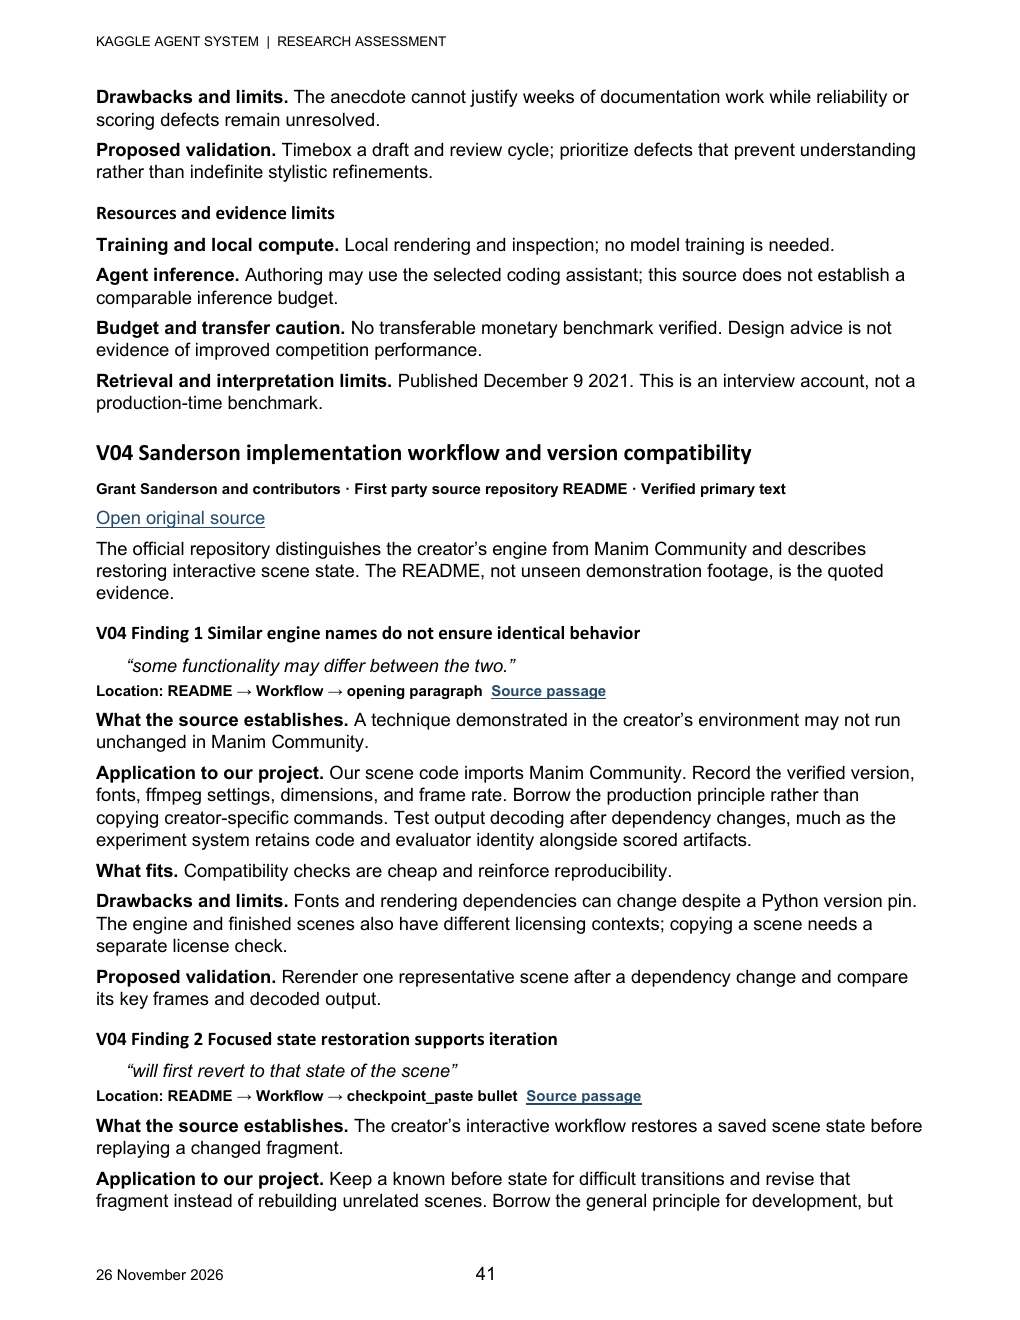 KAGGLE AGENT SYSTEM | RESEARCH ASSESSMENT
Drawbacks and limits. The anecdote cannot justify weeks of documentation work while reliability or
scoring defects remain unresolved.
Proposed validation. Timebox a draft and review cycle; prioritize defects that prevent understanding
rather than indefinite stylistic refinements.
Resources and evidence limits
Training and local compute. Local rendering and inspection; no model training is needed.
Agent inference. Authoring may use the selected coding assistant; this source does not establish a
comparable inference budget.
Budget and transfer caution. No transferable monetary benchmark verified. Design advice is not
evidence of improved competition performance.
Retrieval and interpretation limits. Published December 9 2021. This is an interview account, not a
production-time benchmark.
V04 Sanderson implementation workflow and version compatibility
Grant Sanderson and contributors · First party source repository README · Verified primary text
Open original source
The official repository distinguishes the creator’s engine from Manim Community and describes
restoring interactive scene state. The README, not unseen demonstration footage, is the quoted
evidence.
V04 Finding 1 Similar engine names do not ensure identical behavior
“some functionality may differ between the two.”
Location: README → Workflow → opening paragraph Source passage
What the source establishes. A technique demonstrated in the creator’s environment may not run
unchanged in Manim Community.
Application to our project. Our scene code imports Manim Community. Record the verified version,
fonts, ffmpeg settings, dimensions, and frame rate. Borrow the production principle rather than
copying creator-specific commands. Test output decoding after dependency changes, much as the
experiment system retains code and evaluator identity alongside scored artifacts.
What fits. Compatibility checks are cheap and reinforce reproducibility.
Drawbacks and limits. Fonts and rendering dependencies can change despite a Python version pin.
The engine and finished scenes also have different licensing contexts; copying a scene needs a
separate license check.
Proposed validation. Rerender one representative scene after a dependency change and compare
its key frames and decoded output.
V04 Finding 2 Focused state restoration supports iteration
“will first revert to that state of the scene”
Location: README → Workflow → checkpoint_paste bullet Source passage
What the source establishes. The creator’s interactive workflow restores a saved scene state before
replaying a changed fragment.
Application to our project. Keep a known before state for difficult transitions and revise that
fragment instead of rebuilding unrelated scenes. Borrow the general principle for development, but
26 November 2026
41